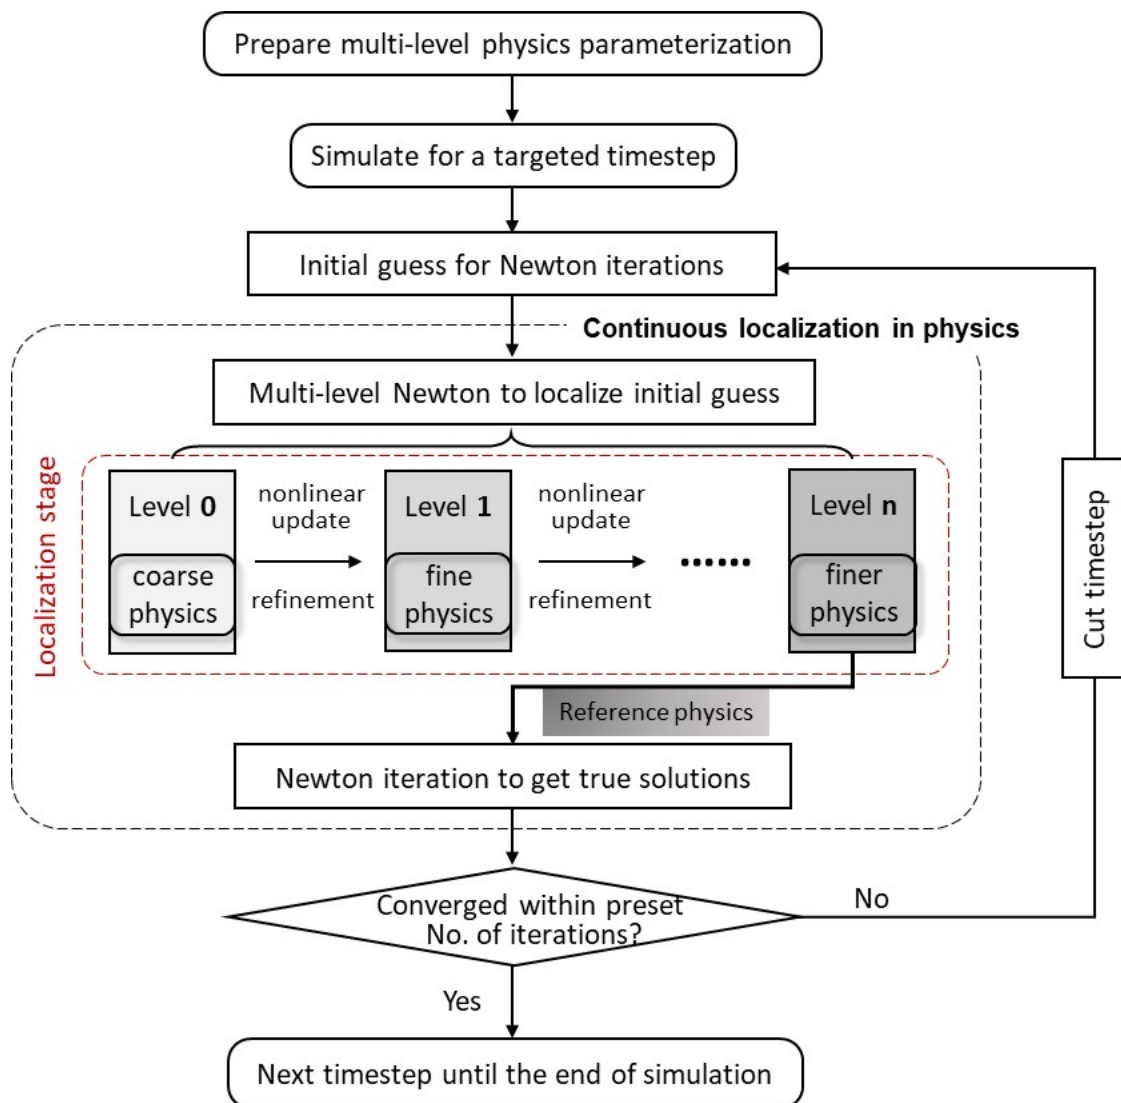 Prepare multi-level physics parameterization
Simulate for a targeted timestep
Initial guess for Newton iterations
Continuous localization in physics
Multi-level Newton to localize initial guess
Localization stage
Level 0
coarse
physics
nonlinear
update
refinement
Level 1
fine
physics
nonlinear
update
refinement
......
Level n
finer
physics
Cut timestep
Reference physics
Newton iteration to get true solutions
Converged within preset
No. of iterations?
No
Yes
Next timestep until the end of simulation